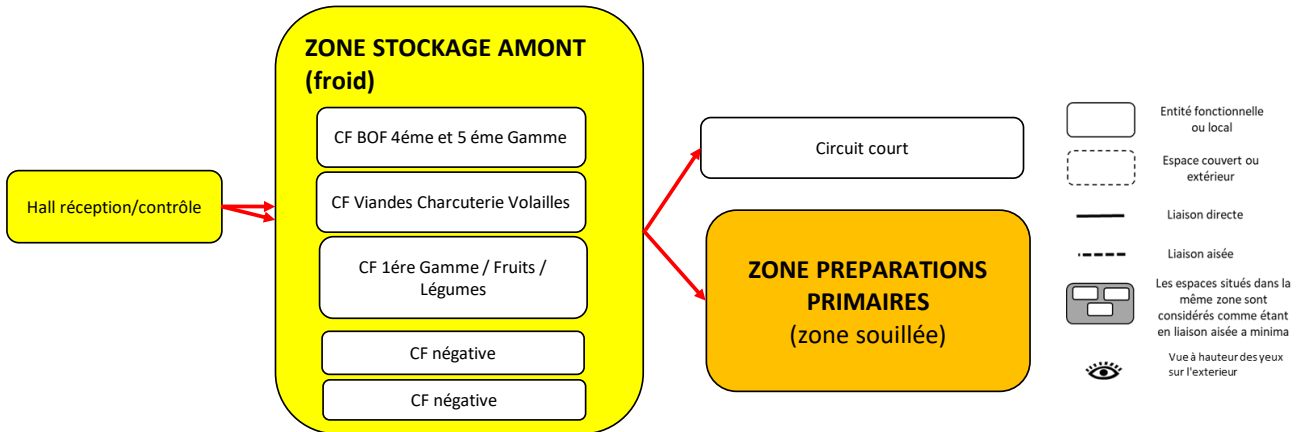 ZONE STOCKAGE AMONT
(froid)
CF BOF 4éme et 5 éme Gamme
CF Viandes Charcuterie Volailles
CF 1ére Gamme / Fruits /
Légumes
CF négative
CF négative
Hall réception/contrôle
Circuit court
ZONE PREPARATIONS
PRIMAIRES
(zone souillée)
Entité fonctionnelle
ou local
Espace couvert ou
extérieur
Liaison directe
Liaison aisée
Les espaces situés dans la
même zone sont
considérés comme étant
en liaison aisée a minima
Vue à hauteur des yeux
sur l'exterieur